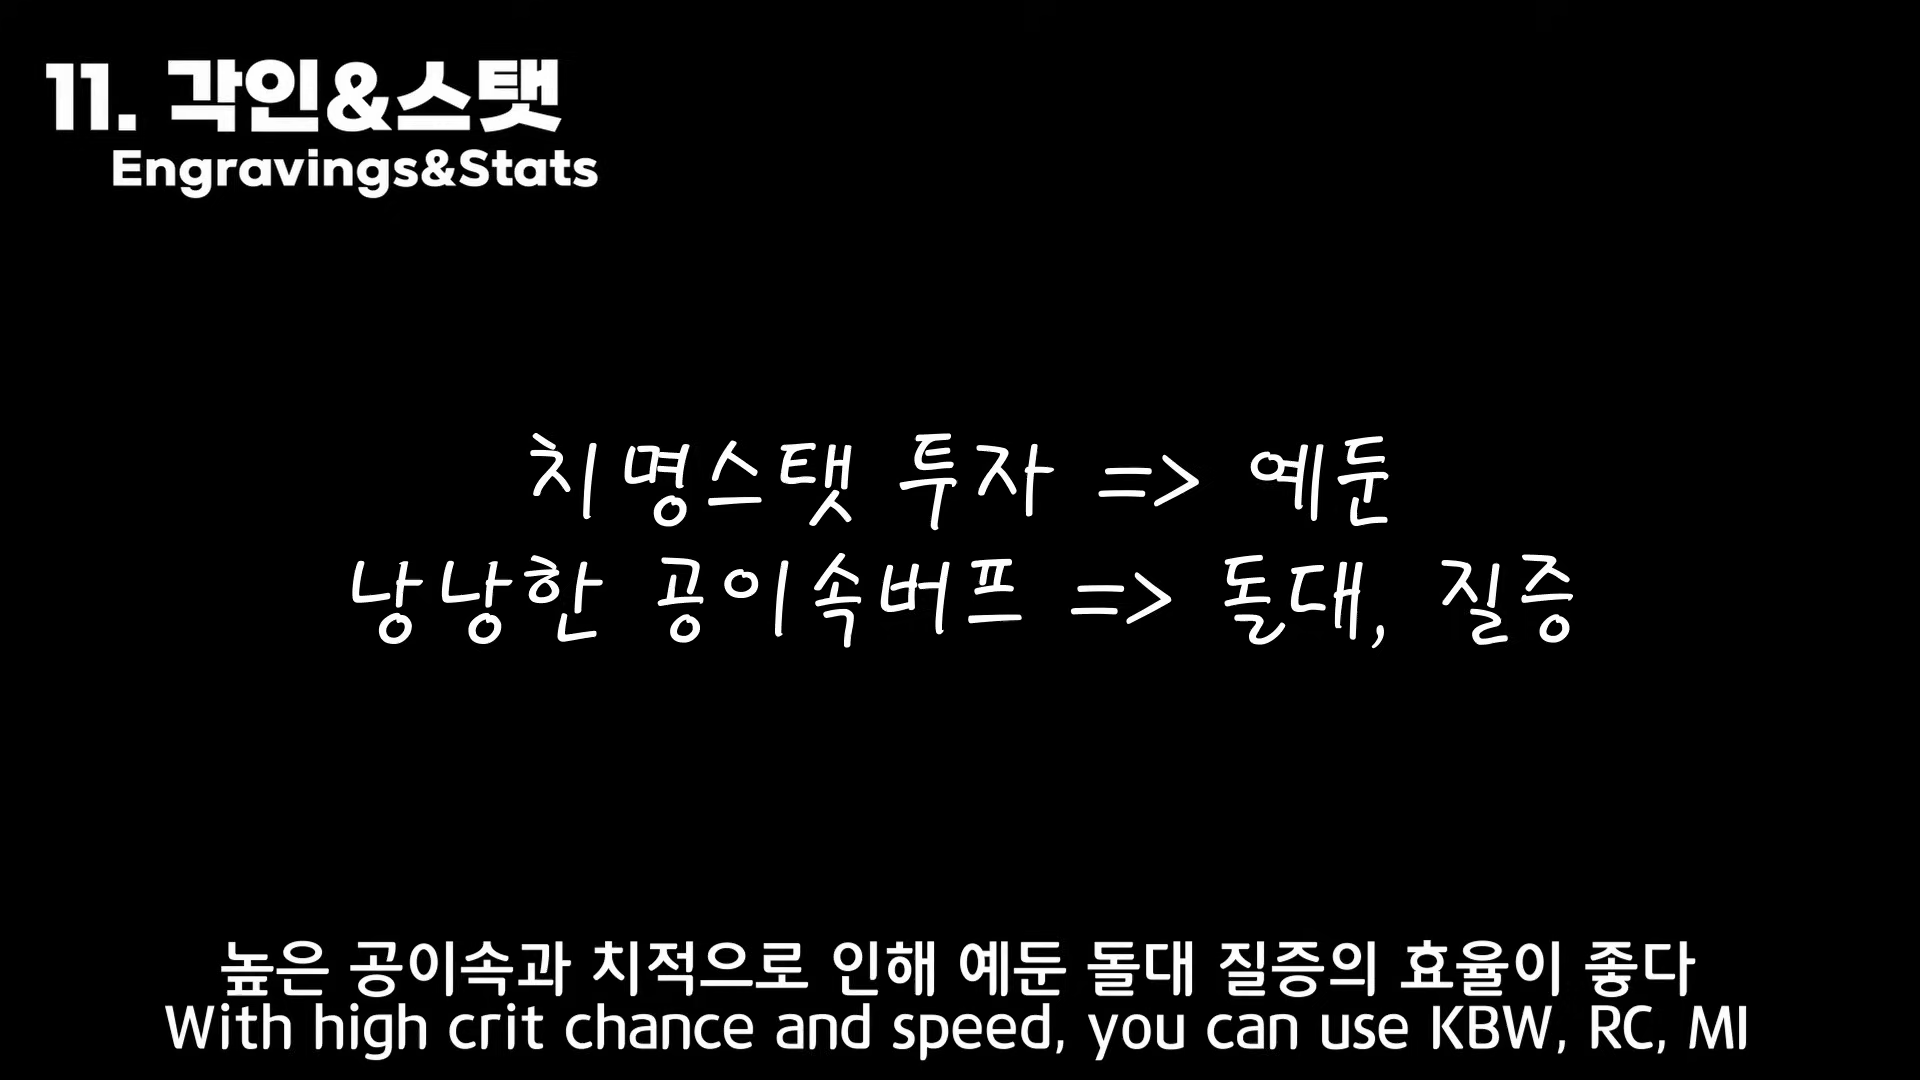 11. 각인&스탯
Engravings&Stats
치명스탯 투자 => 예둔
낭낭한 공이속버프 => 돌대, 질증
높은 공이속과 치적으로 인해 예둔 돌대 질증의 효율이 좋다
With high crit chance and speed, you can use KBW, RC, MI